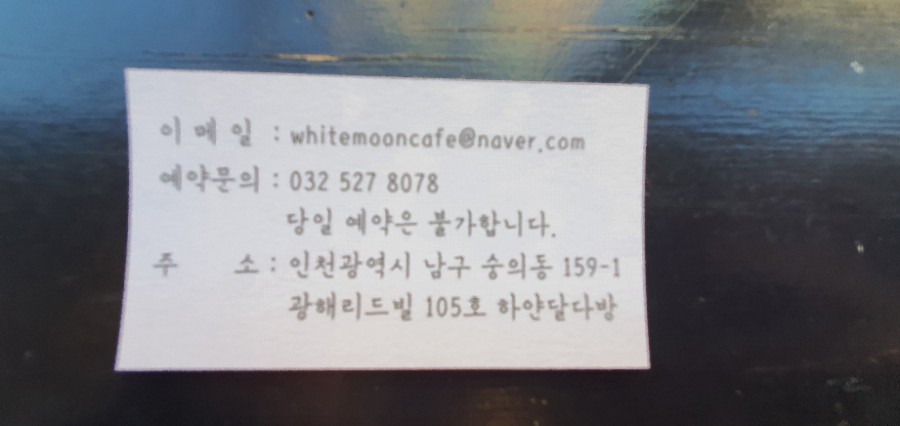 이 메 일 : whitemooncafe@naver.com
예약문의 : 032 527 8078
당일 예약은 불가합니다.
주 소 : 인천광역시 남구 숭의동 159-1
광해리드빌 105호 하얀달다방